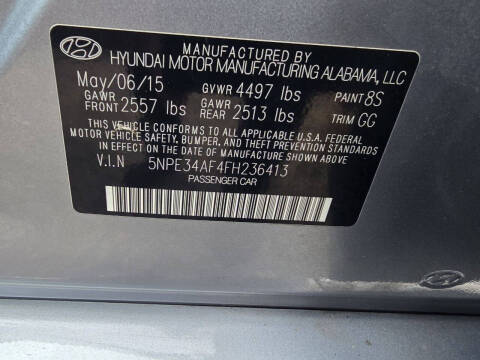 MANUFACTURED BY
HYUNDAI MOTOR MANUFACTURING ALABAMA, LLC
May/06/15 GVWR 4497 lbs PAINT 8S
GAWR FRONT 2557 lbs GAWR REAR 2513 lbs TRIM GG
THIS VEHICLE CONFORMS TO ALL APPLICABLE U.S.A. FEDERAL
MOTOR VEHICLE SAFETY, BUMPER, AND THEFT PREVENTION STANDARDS
IN EFFECT ON THE DATE OF MANUFACTURE SHOWN ABOVE.
V.I.N 5NPE34AF4FH236413
PASSENGER CAR